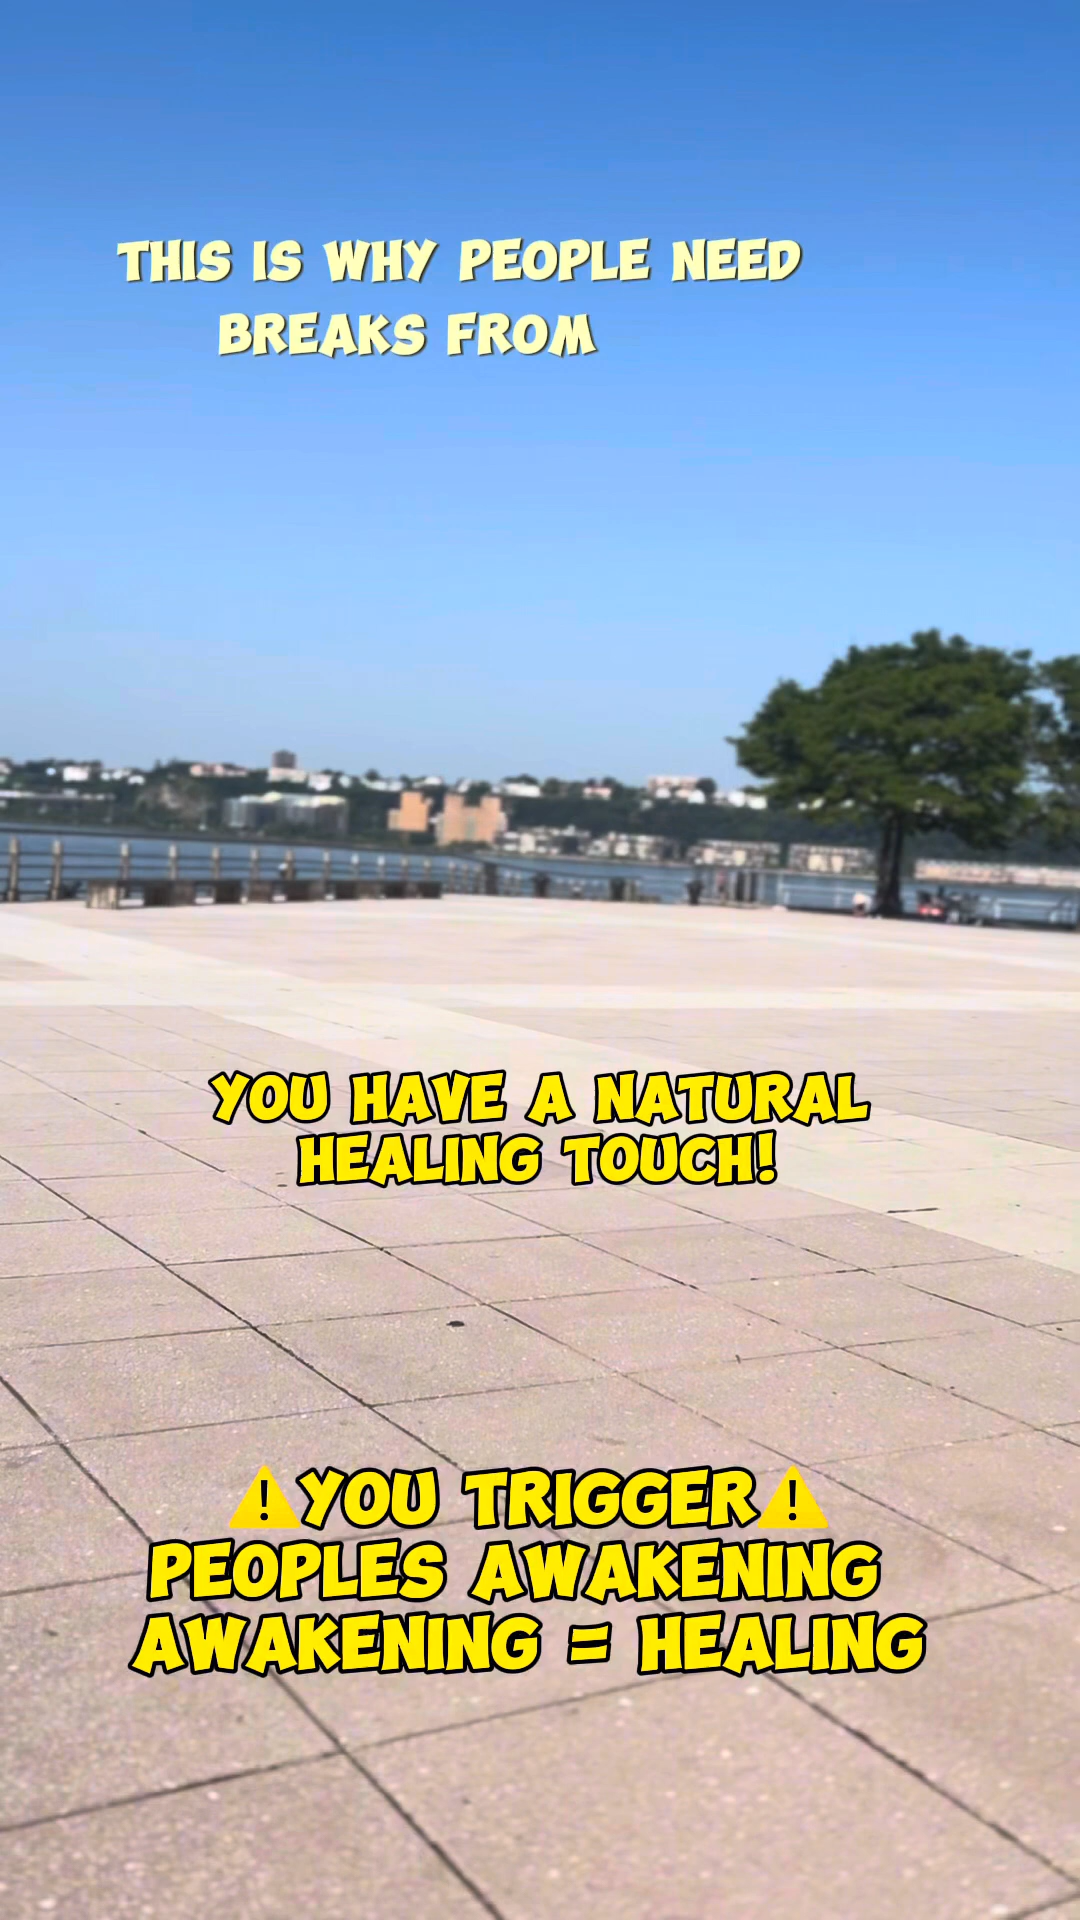 THIS IS WHY PEOPLE NEED
BREAKS FROM
YOU HAVE A NATURAL
HEALING TOUCH!
⚠️YOU TRIGGER⚠️
PEOPLES AWAKENING
AWAKENING = HEALING